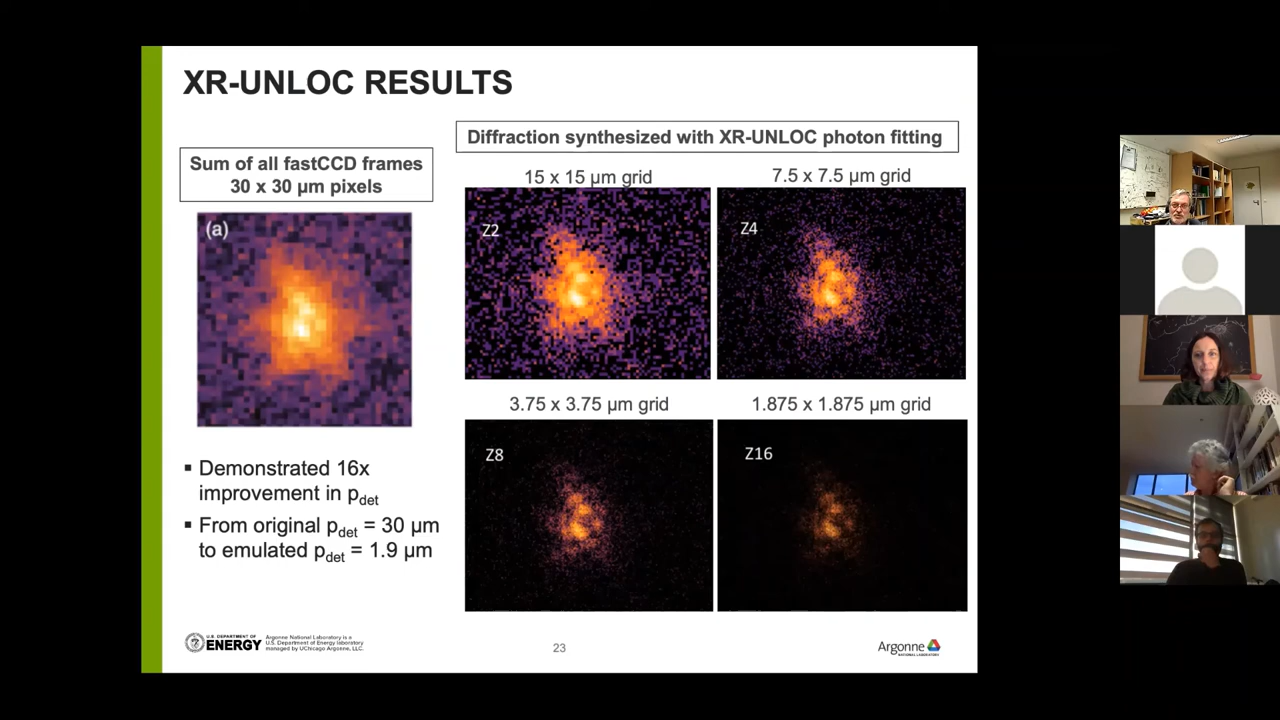 XR-UNLOC RESULTS
Sum of all fastCCD frames
30 x 30 µm pixels
(a)
▪ Demonstrated 16x
improvement in pdet
▪ From original pdet = 30 µm
to emulated pdet = 1.9 µm
Diffraction synthesized with XR-UNLOC photon fitting
15 x 15 µm grid
Z2
7.5 x 7.5 µm grid
Z4
3.75 x 3.75 µm grid
Z8
1.875 x 1.875 µm grid
Z16
U.S. DEPARTMENT OF
ENERGY
Argonne National Laboratory is a
U.S. Department of Energy laboratory
managed by UChicago Argonne, LLC.
23
Argonne
NATIONAL LABORATORY